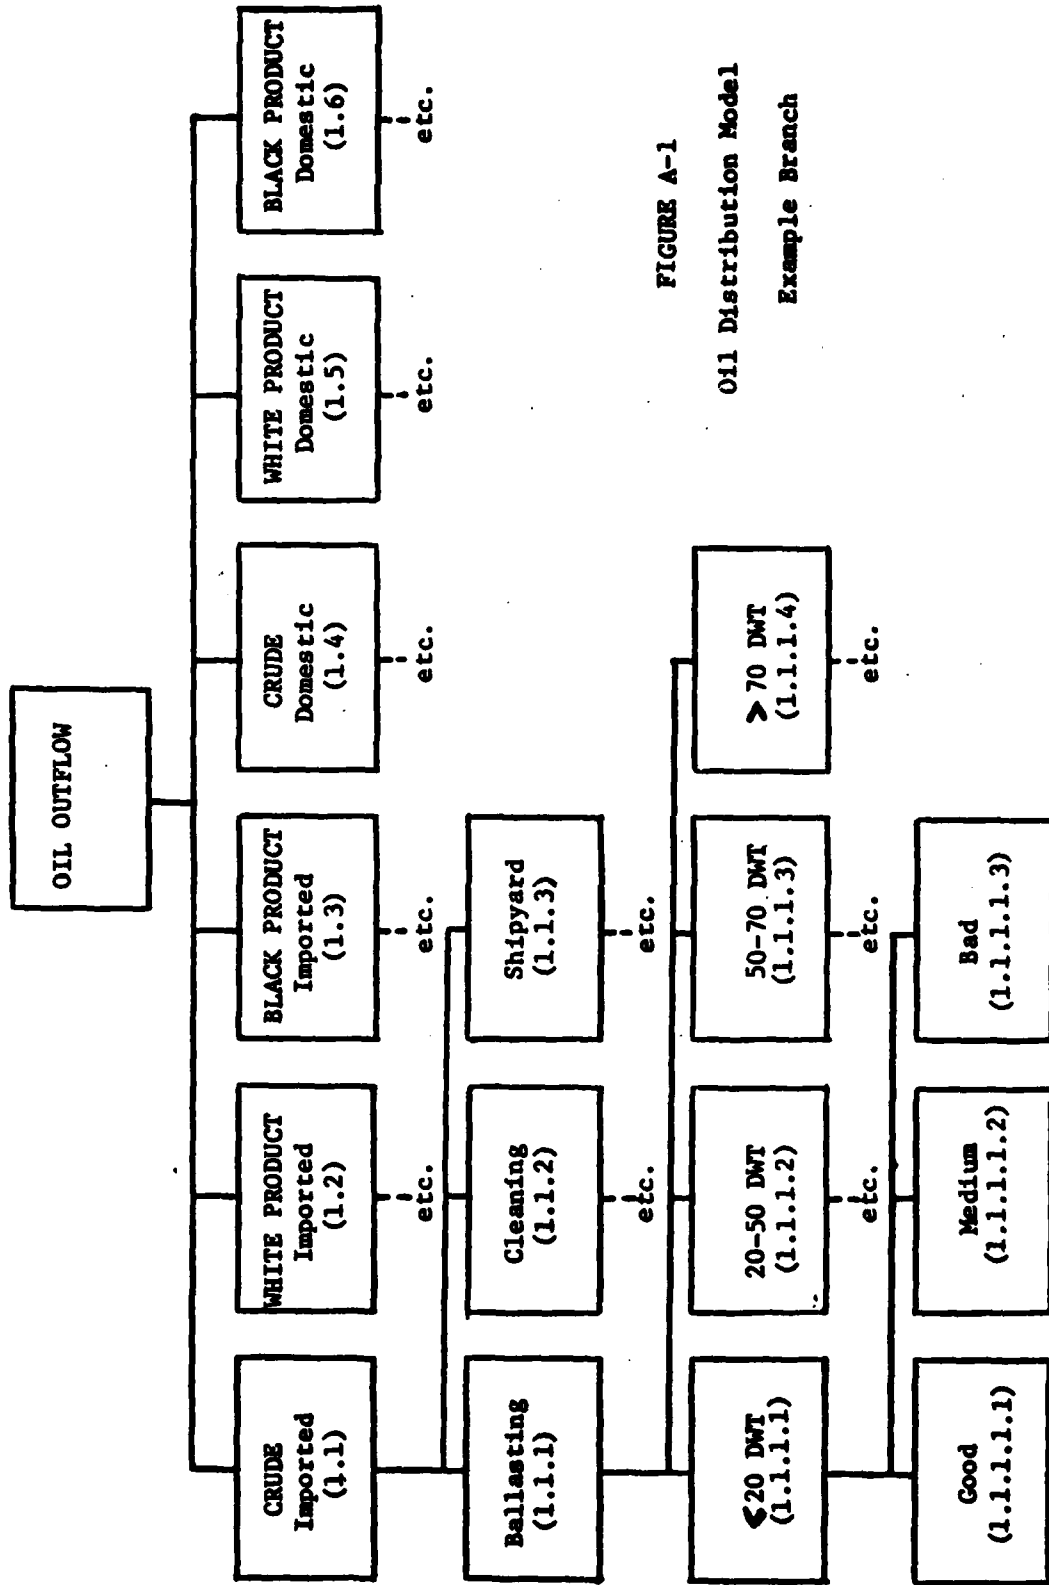 OIL OUTFLOW
CRUDE
Imported
(1.1)
WHITE PRODUCT
Imported
(1.2)
BLACK PRODUCT
Imported
(1.3)
CRUDE
Domestic
(1.4)
WHITE PRODUCT
Domestic
(1.5)
BLACK PRODUCT
Domestic
(1.6)
etc.
etc.
etc.
etc.
etc.
Ballasting
(1.1.1)
Cleaning
(1.1.2)
Shipyard
(1.1.3)
etc.
etc.
<20 DWT
(1.1.1.1)
20-50 DWT
(1.1.1.2)
50-70 DWT
(1.1.1.3)
>70 DWT
(1.1.1.4)
etc.
etc.
etc.
Good
(1.1.1.1.1)
Medium
(1.1.1.1.2)
Bad
(1.1.1.1.3)
FIGURE A-1
Oil Distribution Model
Example Branch